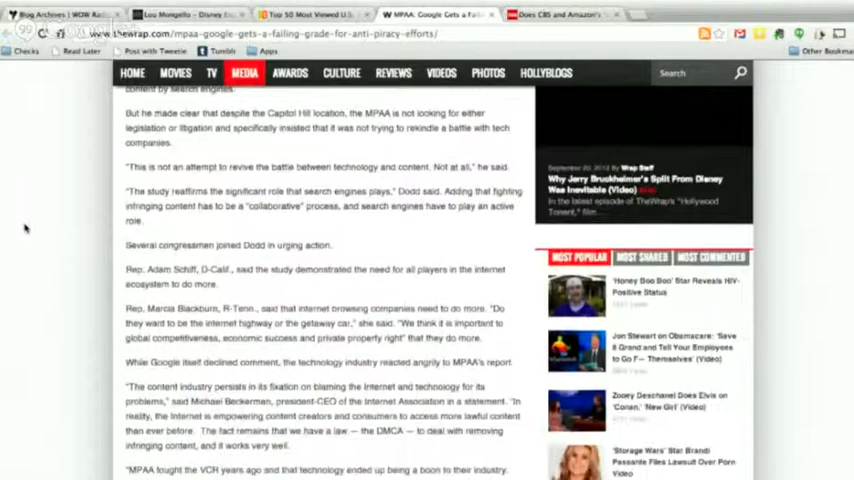 Blog Archives | WDW Ra
Lou Mongello – Disney E
Top 50 Most Viewed U.S.
MPAA: Google Gets a Fail
Does CBS and Amazon's
www.thewrap.com/mpaa-google-gets-a-failing-grade-for-anti-piracy-efforts/
Checks
Read Later
Post with Tweetie
Tumblr
Apps
Other Bookmar
HOME MOVIES TV MEDIA AWARDS CULTURE REVIEWS VIDEOS PHOTOS HOLLYBLOGS
Search
content by search engines.
But he made clear that despite the Capitol Hill location, the MPAA is not looking for either
legislation or litigation and specifically insisted that it was not trying to rekindle a battle with tech
companies.
"This is not an attempt to revive the battle between technology and content. Not at all," he said.
"The study reaffirms the significant role that search engines plays," Dodd said. Adding that fighting
infringing content has to be a "collaborative" process, and search engines have to play an active
role.
Several congressmen joined Dodd in urging action.
Rep. Adam Schiff, D-Calif., said the study demonstrated the need for all players in the internet
ecosystem to do more.
Rep. Marcia Blackburn, R-Tenn., said that internet browsing companies need to do more. "Do
they want to be the internet highway or the getaway car," she said. "We think it is important to
global competitiveness, economic success and private property right" that they do more.
While Google itself declined comment, the technology industry reacted angrily to MPAA's report
"The content industry persists in its fixation on blaming the Internet and technology for its
problems," said Michael Beckerman, president-CEO of the Internet Association in a statement. "In
reality, the Internet is empowering content creators and consumers to access more lawful content
than ever before. The fact remains that we have a law — the DMCA — to deal with removing
infringing content, and it works very well.
"MPAA fought the VCR years ago and that technology ended up being a boon to their industry.
September 20, 2013 By Wrap Staff
Why Jerry Bruckheimer's Split From Disney
Was Inevitable (Video)
In the latest episode of TheWrap's "Hollywood
Tenant," film
MOST POPULAR MOST SHARED MOST COMMENTED
'Honey Boo Boo' Star Reveals HIV-
Positive Status
Jon Stewart on Obamacare: 'Save
it Grand and Tell Your Employees
to Go F— Themselves' (Video)
Zooey Deschanel Does Elvis on
'Conan,' 'New Girl' (Video)
'Storage Wars' Star Brandi
Passante Files Lawsuit Over Porn
Video